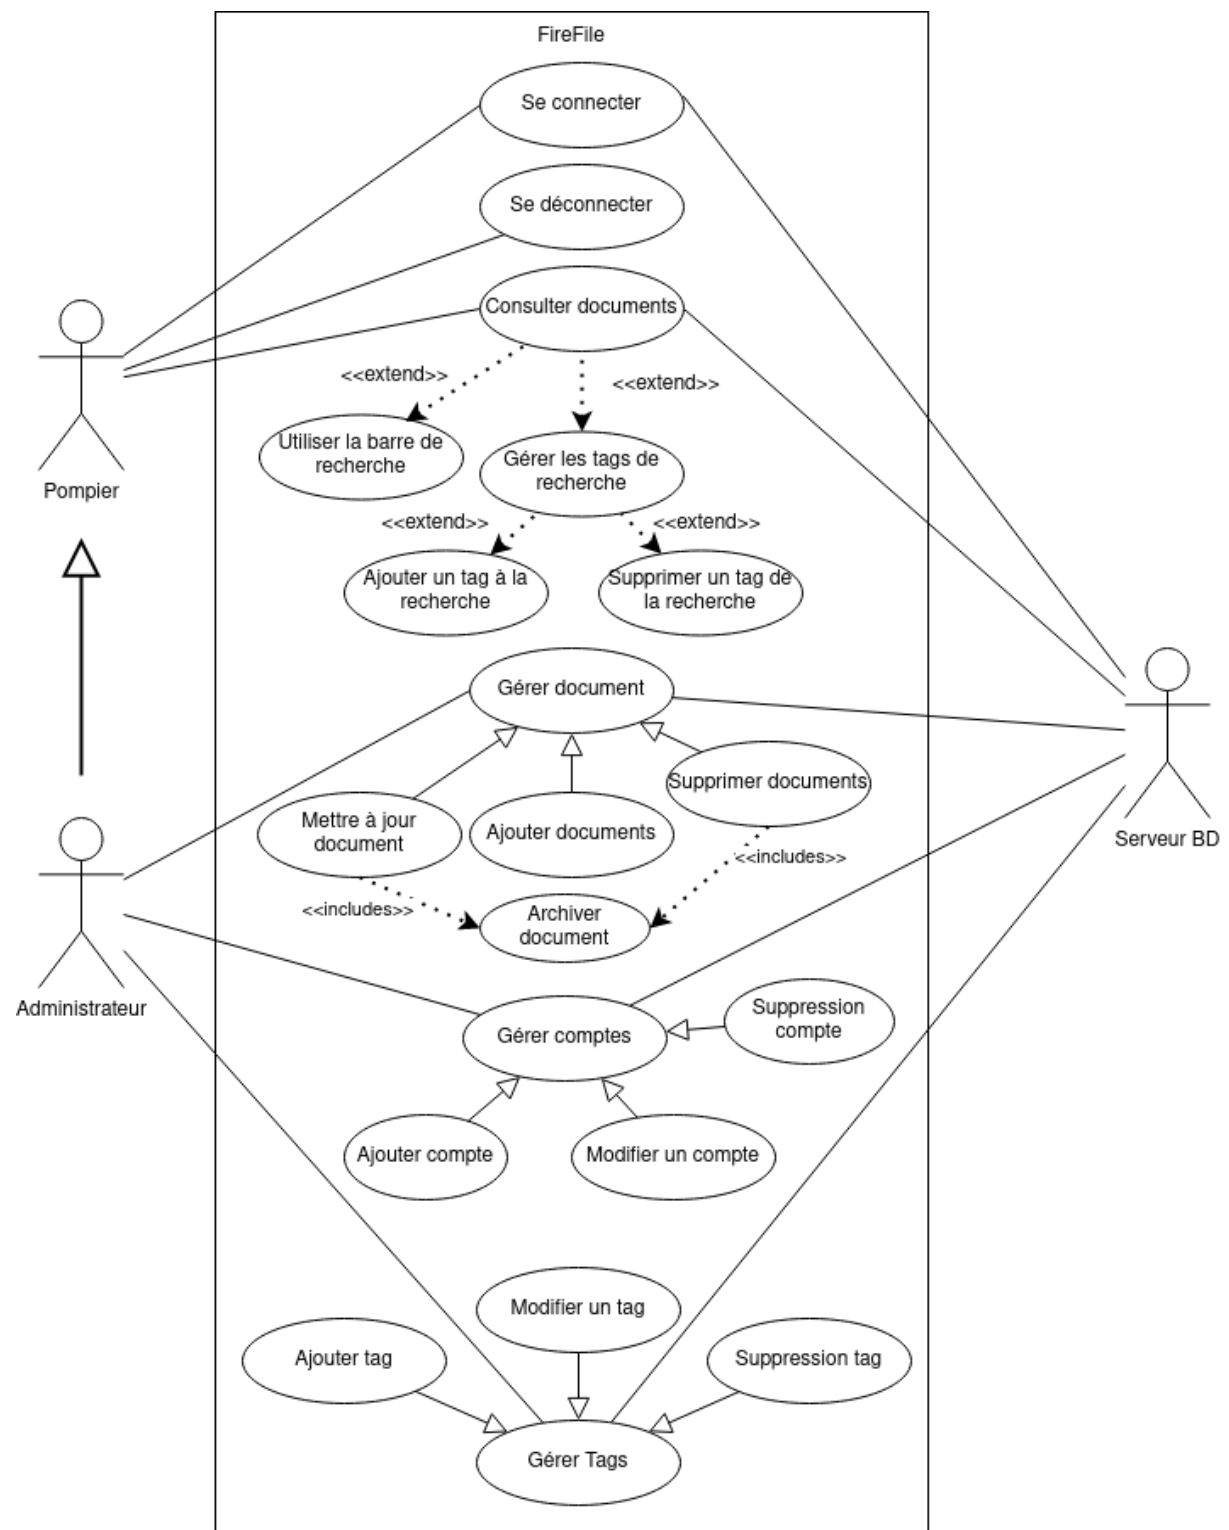 FireFile
Se connecter
Se déconnecter
Consulter documents
<<extend>>
<<extend>>
Utiliser la barre de
recherche
Gérer les tags de
recherche
Pompier
<<extend>>
<<extend>>
Ajouter un tag à la
recherche
Supprimer un tag de
la recherche
Gérer document
Supprimer documents
Mettre à jour
document
Ajouter documents
Serveur BD
<<includes>>
<<includes>>
Archiver
document
Administrateur
Suppression
compte
Gérer comptes
Ajouter compte
Modifier un compte
Modifier un tag
Ajouter tag
Suppression tag
Gérer Tags